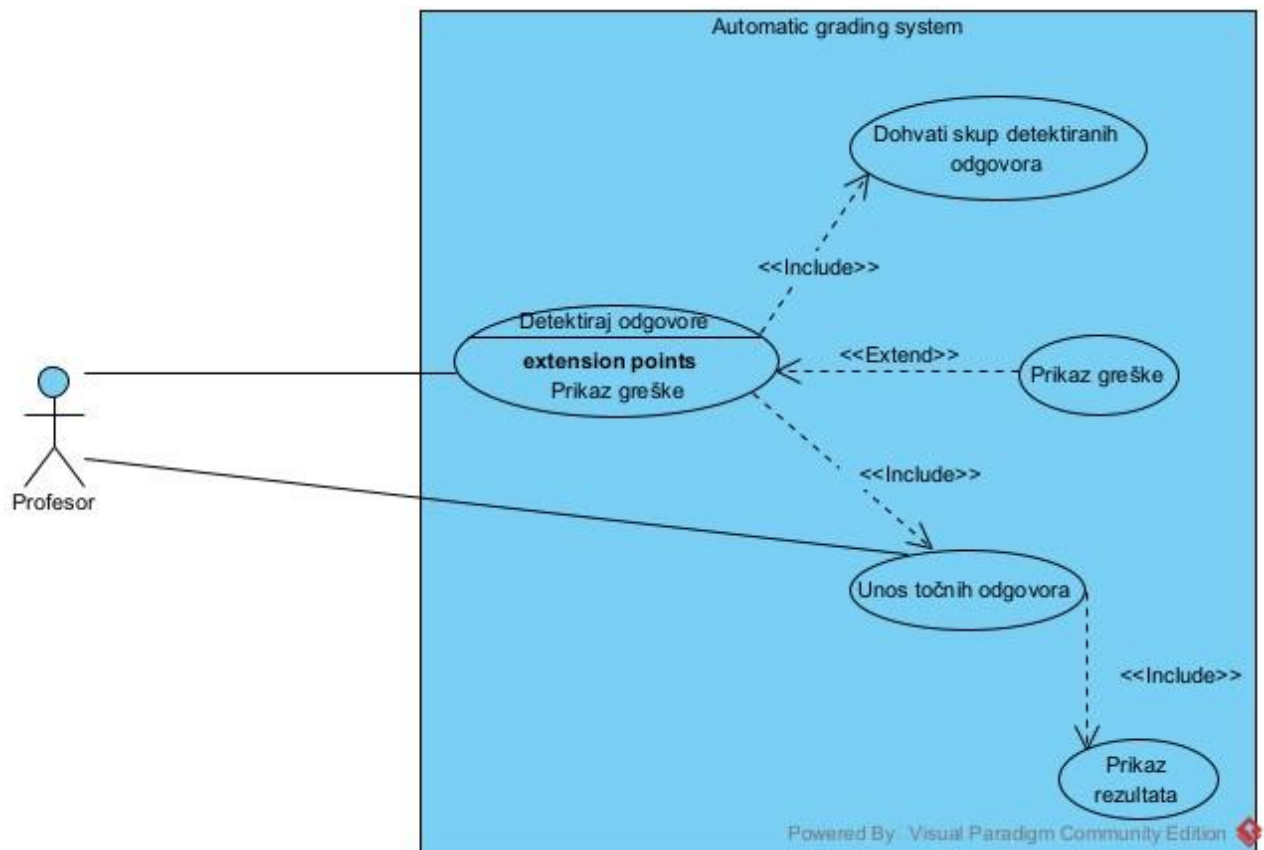 Automatic grading system
Dohvati skup detektiranih
odgovora
<<Include>>
Detektiraj odgovore
extension points
Prikaz greške
<<Extend>>
Prikaz greške
Profesor
<<Include>>
Unos točnih odgovora
<<Include>>
Prikaz
rezultata
Powered By Visual Paradigm Community Edition